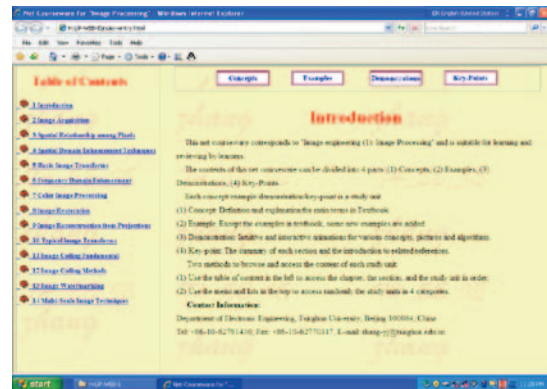 Net Courseware for "Image Processing" - Windows Internet Explorer
File Edit View Favorites Tools Help
Table of Contents
1 Introduction
2 Image Acquisition
3 Spatial Relationship among Pixels
4 Spatial Domain Enhancement Techniques
5 Basic Image Transforms
6 Frequency Domain Enhancement
7 Color Image Processing
8 Image Restoration
9 Image Reconstruction from Projections
10 Typical Image Transforms
11 Image Coding Fundamental
12 Image Coding Methods
13 Image Watermarking
14 Multi-Scale Image Techniques
Concepts Examples Demonstrations Key-Points
Introduction
This net courseware corresponds to "Image engineering (1): Image Processing" and is suitable for learning and
reviewing by learners.
The contents of this net courseware can be divided into 4 parts: (1) Concepts, (2) Examples, (3)
Demonstrations, (4) Key-Points.
Each concept example demonstration key-point is a study unit.
(1) Concept: Definition and explanation for main terms in Textbook.
(2) Example: Except the examples in textbook, some new examples are added.
(3) Demonstration: Intuitive and interactive animations for various concepts, pictures and algorithms.
(4) Key-point: The summary of each section and the introduction to related references.
Two methods to browse and access the content of each study unit:
(1) Use the table of content in the left to access the chapter, the section, and the study unit in order;
(2) Use the menu and lists in the top to access randomly the study units in 4 categories.
Contact Information:
Department of Electronic Engineering, Tsinghua University, Beijing 100084, China
start
Net Courseware for "...